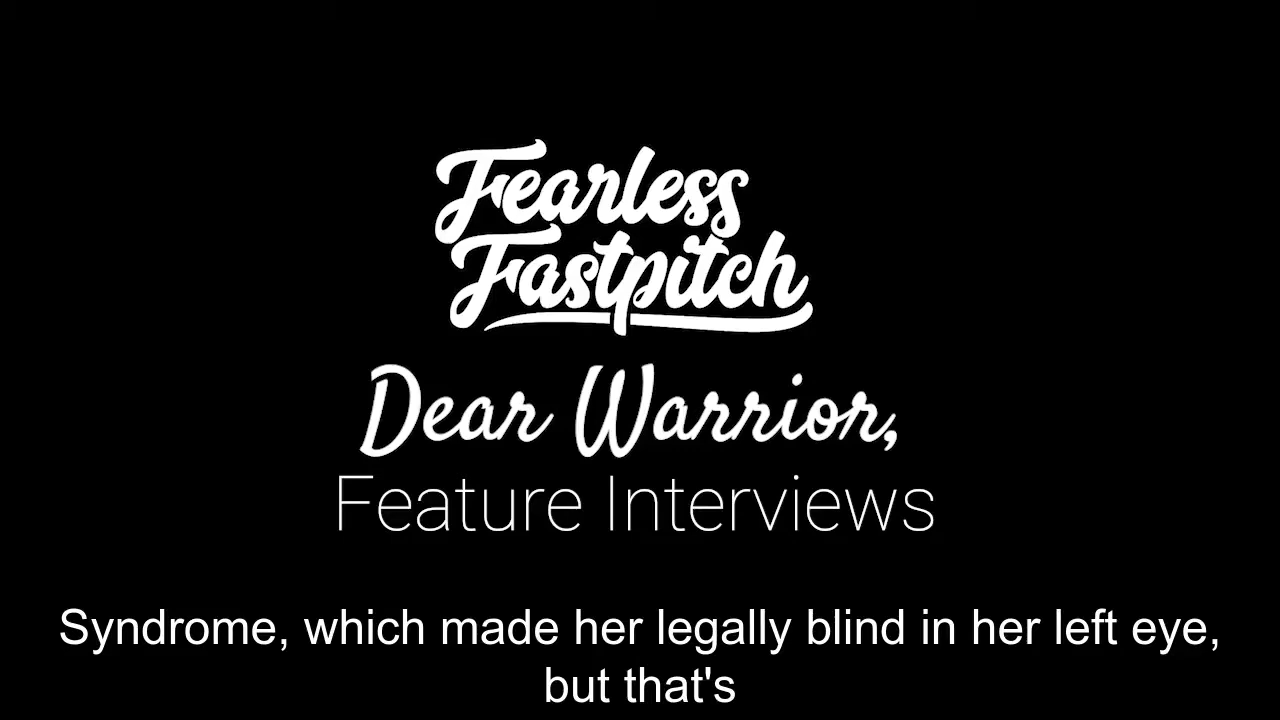 Fearless
Fastpitch
Dear Warrior,
Feature Interviews
Syndrome, which made her legally blind in her left eye,
but that's